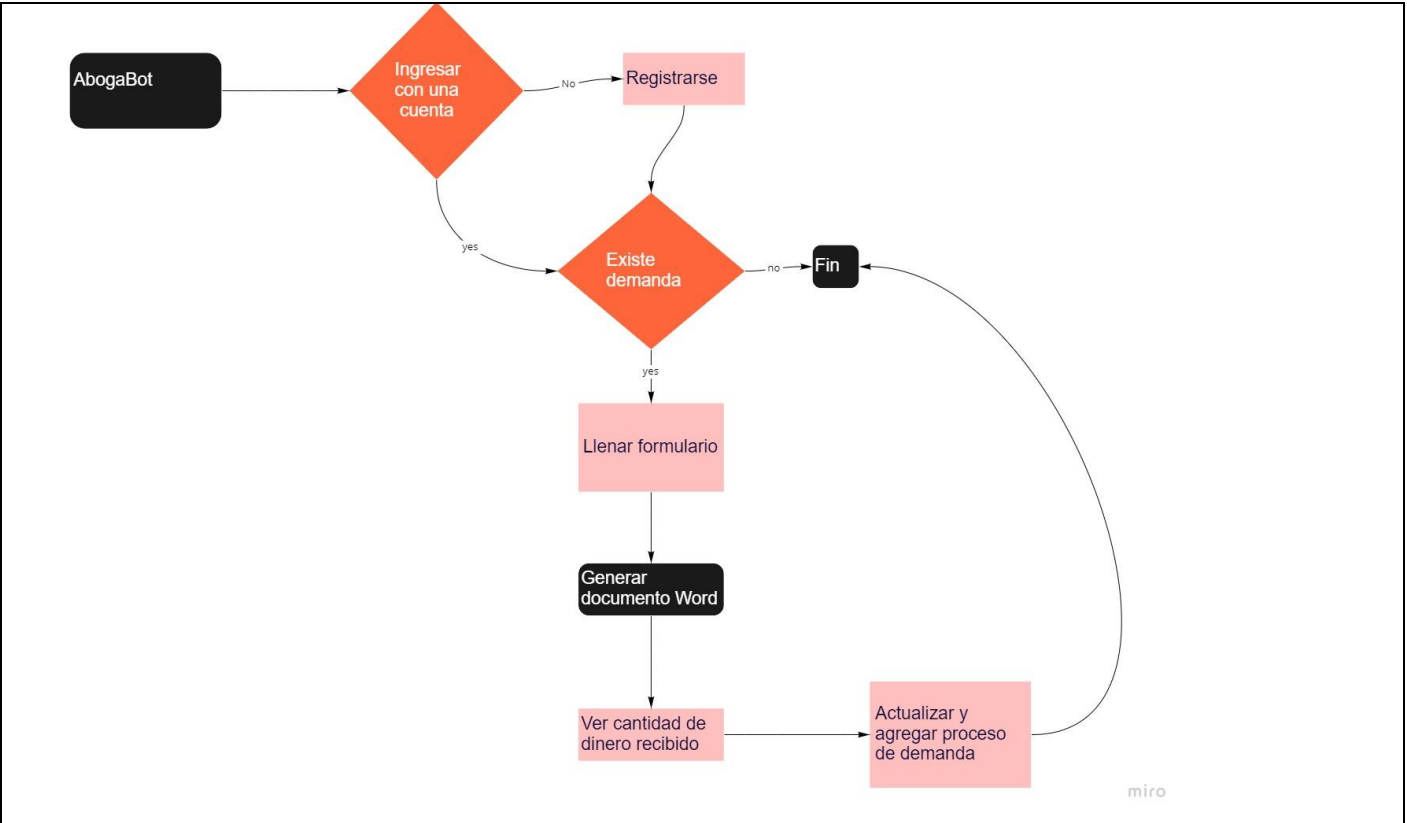 AbogaBot
Ingresar
con una
cuenta
No
Registrarse
yes
Existe
demanda
no
Fin
yes
Llenar formulario
Generar
documento Word
Ver cantidad de
dinero recibido
Actualizar y
agregar proceso
de demanda
miro